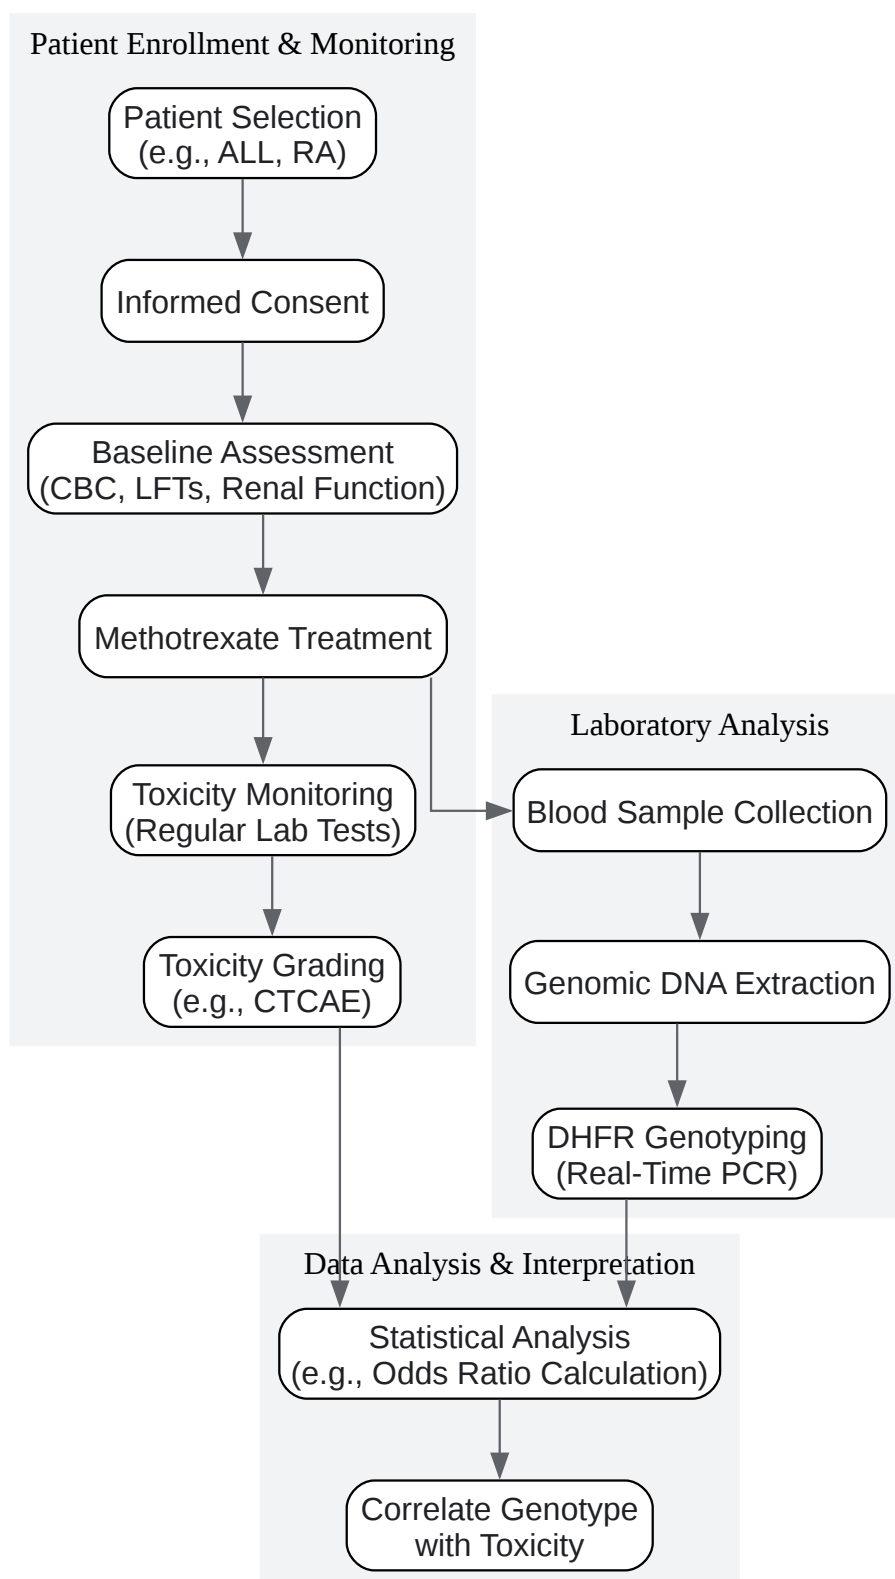 Patient Enrollment & Monitoring
Patient Selection
(e.g., ALL, RA)
Informed Consent
Baseline Assessment
(CBC, LFTs, Renal Function)
Methotrexate Treatment
Toxicity Monitoring
(Regular Lab Tests)
Toxicity Grading
(e.g., CTCAE)
Laboratory Analysis
Blood Sample Collection
Genomic DNA Extraction
DHFR Genotyping
(Real-Time PCR)
Data Analysis & Interpretation
Statistical Analysis
(e.g., Odds Ratio Calculation)
Correlate Genotype
with Toxicity